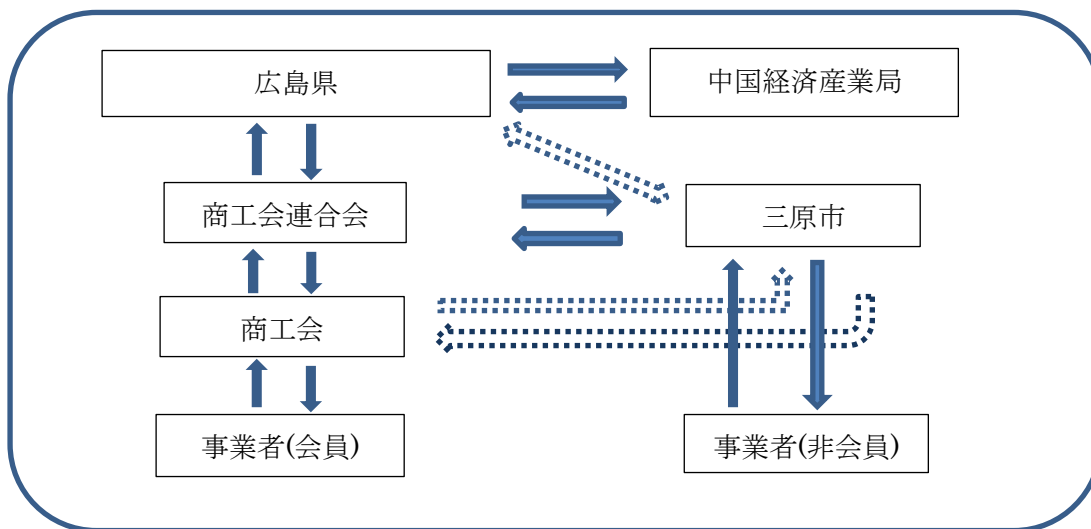 広島県
中国経済産業局
商工会連合会
三原市
商工会
事業者(会員)
事業者(非会員)